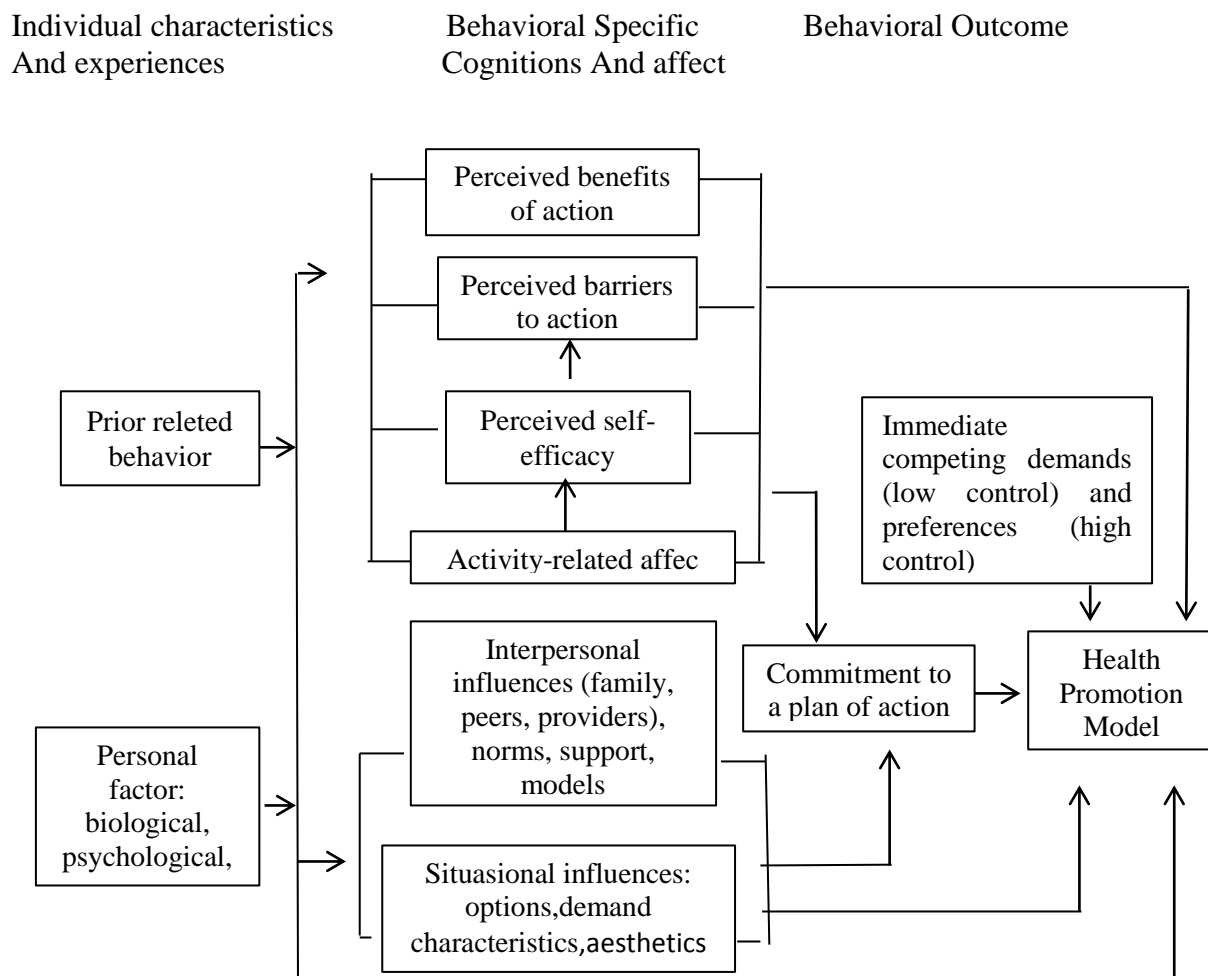 Individual characteristics
And experiences
Behavioral Specific
Cognitions And affect
Behavioral Outcome
Perceived benefits
of action
Perceived barriers
to action
Prior releted
behavior
Perceived self-
efficacy
Immediate
competing demands
(low control) and
preferences (high
control)
Activity-related affec
Interpersonal
influences (family,
peers, providers),
norms, support,
models
Commitment to
a plan of action
Health
Promotion
Model
Personal
factor:
biological,
psychological,
Situasional influences:
options,demand
characteristics,aesthetics